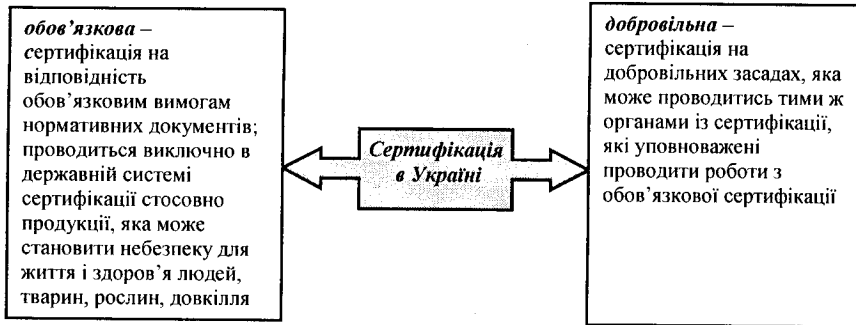 обов’язкова –
сертифікація на
відповідність
обов’язковим вимогам
нормативних документів;
проводиться виключно в
державній системі
сертифікації стосовно
продукції, яка може
становити небезпеку для
життя і здоров’я людей,
тварин, рослин, довкілля
Сертифікація
в Україні
добровільна –
сертифікація на
добровільних засадах, яка
може проводитись тими ж
органами із сертифікації,
які уповноважені
проводити роботи з
обов’язкової сертифікації